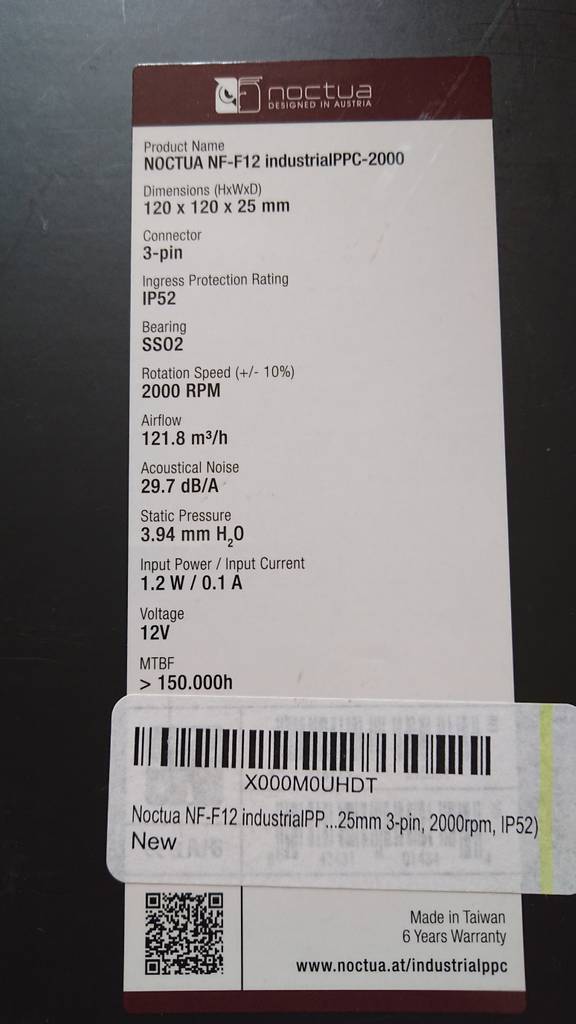 noctua
DESIGNED IN AUSTRIA
Product Name
NOCTUA NF-F12 industrialPPC-2000
Dimensions (HxWxD)
120 x 120 x 25 mm
Connector
3-pin
Ingress Protection Rating
IP52
Bearing
SSO2
Rotation Speed (+/- 10%)
2000 RPM
Airflow
121.8 m³/h
Acoustical Noise
29.7 dB/A
Static Pressure
3.94 mm H₂O
Input Power / Input Current
1.2 W / 0.1 A
Voltage
12V
MTBF
> 150.000h
X000M0UHDT
Noctua NF-F12 industrialPP...25mm 3-pin, 2000rpm, IP52)
New
Made in Taiwan
6 Years Warranty
www.noctua.at/industrialppc